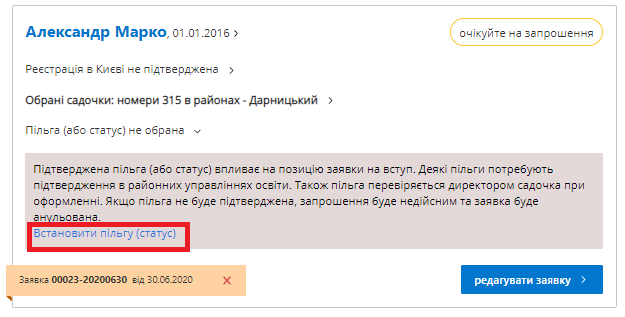 Александр Марко, 01.01.2016
очікуйте на запрошення
Реєстрація в Києві не підтверджена
Обрані садочки: номери 315 в районах - Дарницький
Пільга (або статус) не обрана
Підтверджена пільга (або статус) впливає на позицію заявки на вступ. Деякі пільги потребують
підтвердження в районних управліннях освіти. Також пільга перевіряється директором садочка при
оформленні. Якщо пільга не буде підтверджена, запрошення буде недійсним та заявка буде
анульована.
Встановити пільгу (статус)
Заявка 00023-20200630 від 30.06.2020
редагувати заявку